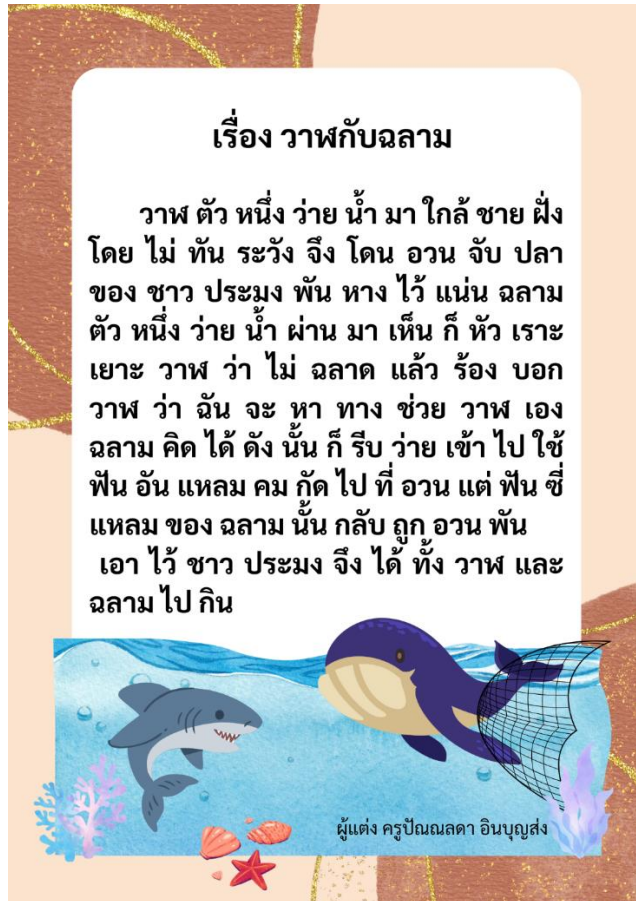 เรื่อง วาฬกับฉลาม
วาฬ ตัว หนึ่ง ว่าย น้ำ มา ใกล้ ชาย ฝั่ง
โดย ไม่ ทัน ระวัง จึง โดน อวน จับ ปลา
ของ ชาว ประมง พัน หาง ไว้ แน่น ฉลาม
ตัว หนึ่ง ว่าย น้ำ ผ่าน มา เห็น ก็ หัว เราะ
เยาะ วาฬ ว่า ไม่ ฉลาด แล้ว ร้อง บอก
วาฬ ว่า ฉัน จะ หา ทาง ช่วย วาฬ เอง
ฉลาม คิด ได้ ดัง นั้น ก็ รีบ ว่าย เข้า ไป ใช้
ฟัน อัน แหลม คม กัด ไป ที่ อวน แต่ ฟัน ซี่
แหลม ของ ฉลาม นั้น กลับ ถูก อวน พัน
เอา ไว้ ชาว ประมง จึง ได้ ทั้ง วาฬ และ
ฉลาม ไป กิน
ผู้แต่ง ครูปัณณลดา อินบุญส่ง